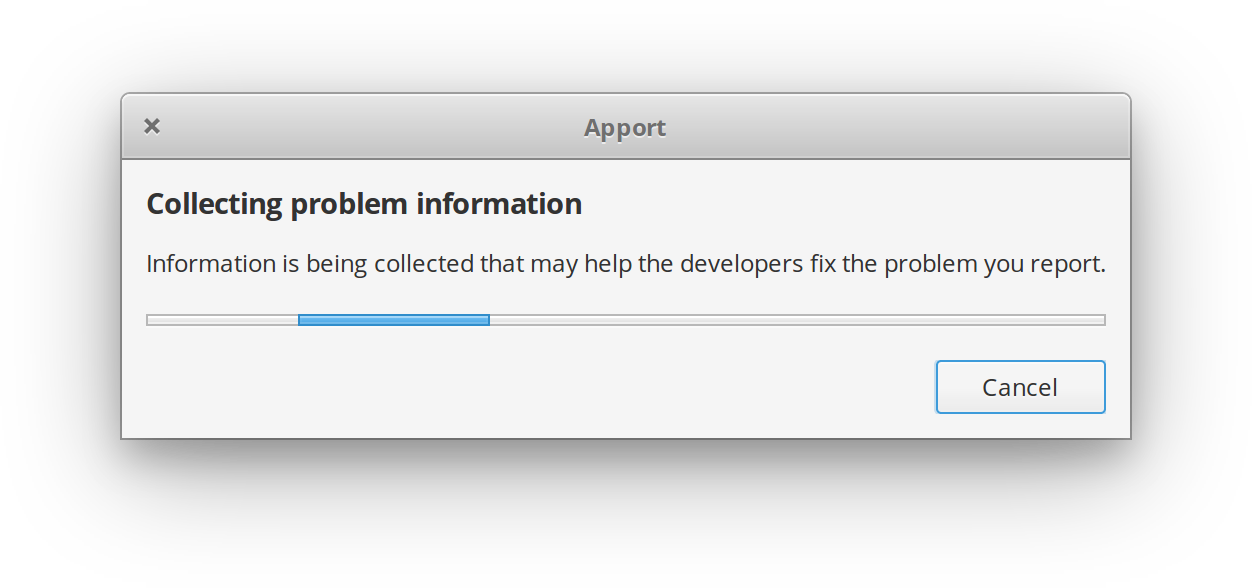 Apport
Collecting problem information
Information is being collected that may help the developers fix the problem you report.
Cancel